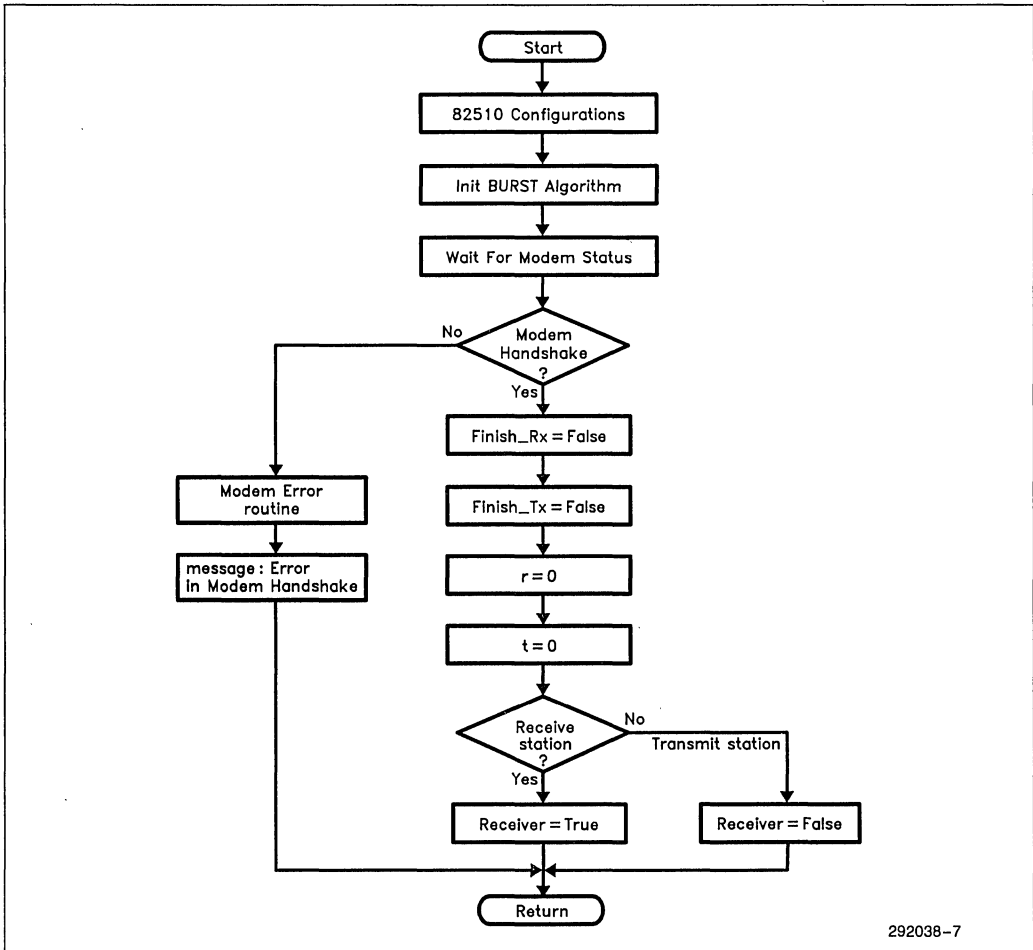 Start
82510 Configurations
Init BURST Algorithm
Wait For Modem Status
No
Modem
Handshake
?
Yes
Finish_Rx = False
Modem Error
routine
Finish_Tx = False
message : Error
in Modem Handshake
r = 0
t = 0
Receive
station
?
No
Transmit station
Yes
Receiver = True
Receiver = False
Return
292038-7